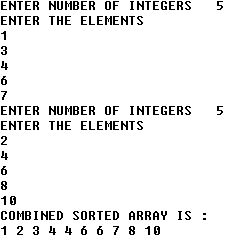 ENTER NUMBER OF INTEGERS   5
ENTER THE ELEMENTS
1
3
4
6
7
ENTER NUMBER OF INTEGERS   5
ENTER THE ELEMENTS
2
4
6
8
10
COMBINED SORTED ARRAY IS :
1 2 3 4 4 6 6 7 8 10